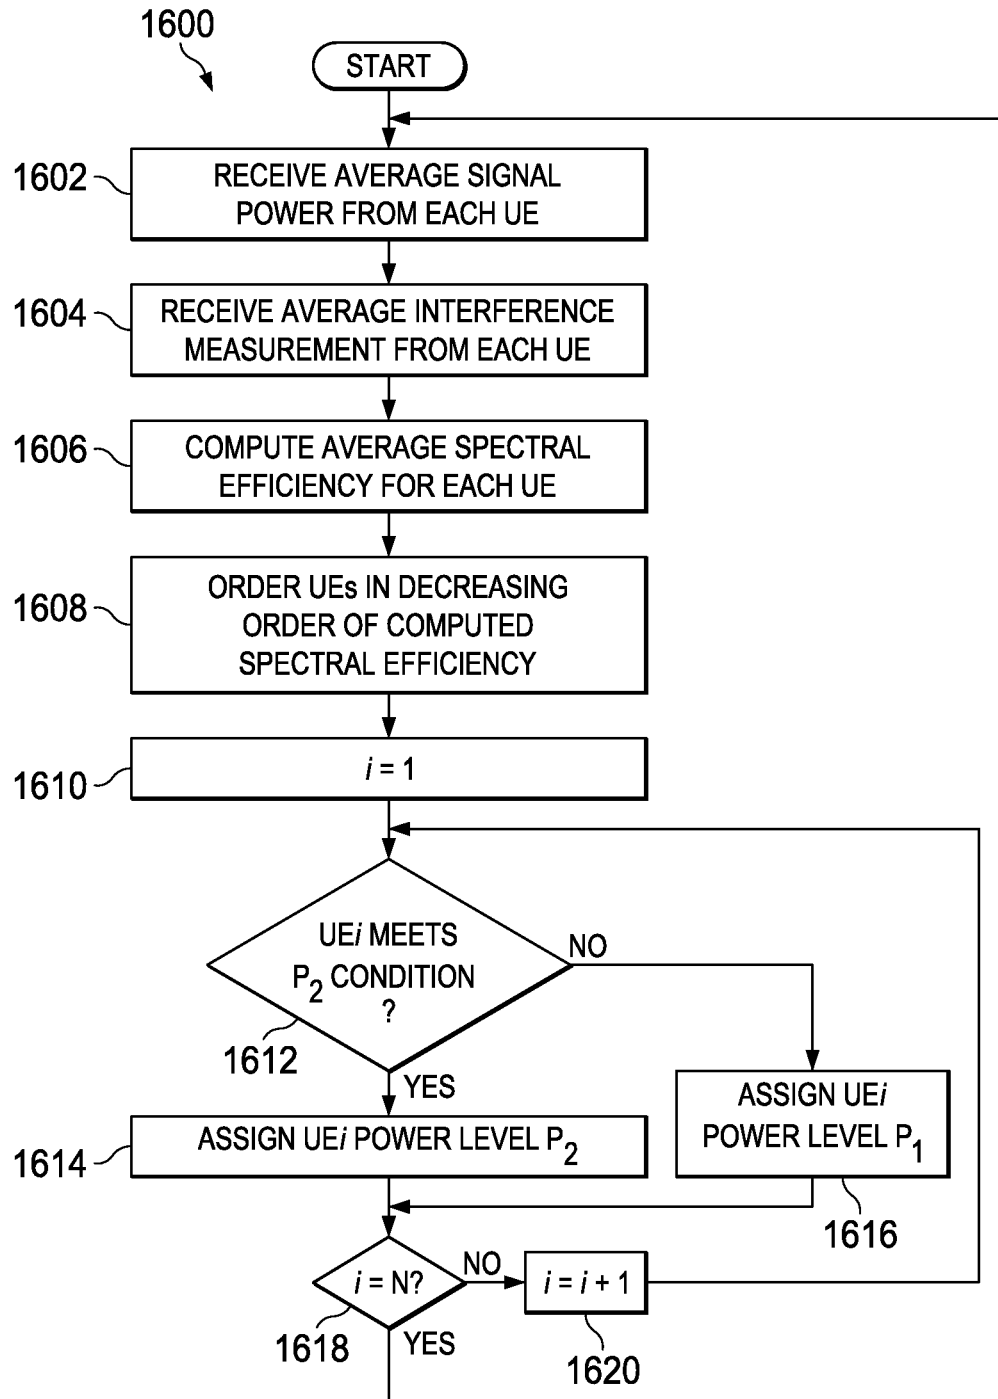 1600
START
1602
RECEIVE AVERAGE SIGNAL
POWER FROM EACH UE
1604
RECEIVE AVERAGE INTERFERENCE
MEASUREMENT FROM EACH UE
1606
COMPUTE AVERAGE SPECTRAL
EFFICIENCY FOR EACH UE
1608
ORDER UEs IN DECREASING
ORDER OF COMPUTED
SPECTRAL EFFICIENCY
1610
i = 1
UEi MEETS
P2 CONDITION
?
NO
1612
YES
ASSIGN UEi
POWER LEVEL P1
1616
1614
ASSIGN UEi POWER LEVEL P2
i = N?
NO
i = i + 1
1618
YES
1620